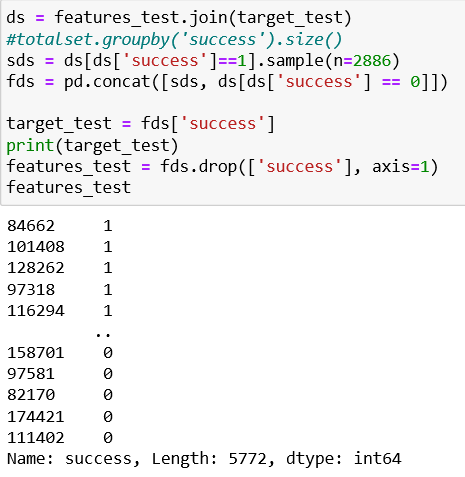 ds = features_test.join(target_test)
#totalset.groupby('success').size()
sds = ds[ds['success']==1].sample(n=2886)
fds = pd.concat([sds, ds[ds['success'] == 0]])
target_test = fds['success']
print(target_test)
features_test = fds.drop(['success'], axis=1)
features_test
84662 1
101408 1
128262 1
97318 1
116294 1
..
158701 0
97581 0
82170 0
174421 0
111402 0
Name: success, Length: 5772, dtype: int64